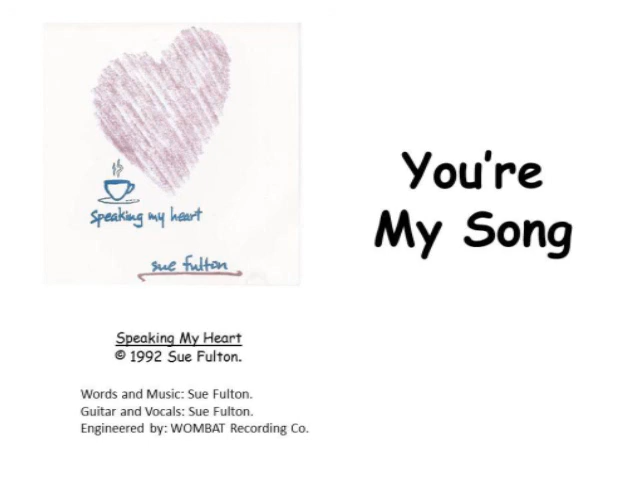 Speaking my heart
sue fulton
Speaking My Heart
© 1992 Sue Fulton.
Words and Music: Sue Fulton.
Guitar and Vocals: Sue Fulton.
Engineered by: WOMBAT Recording Co.
You're
My Song